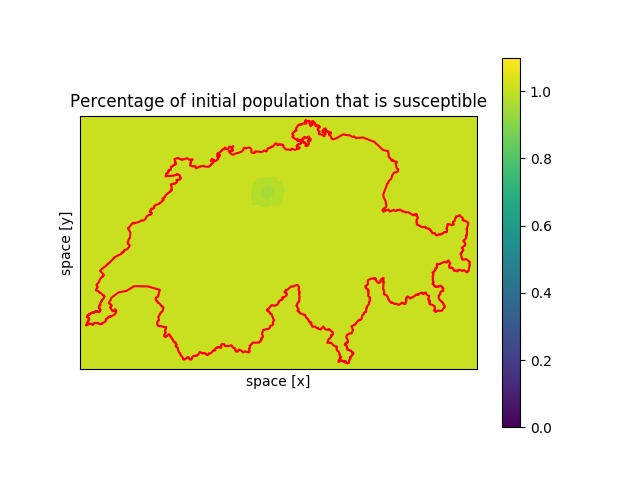 Percentage of initial population that is susceptible
space [y]
space [x]
1.0
0.8
0.6
0.4
0.2
0.0